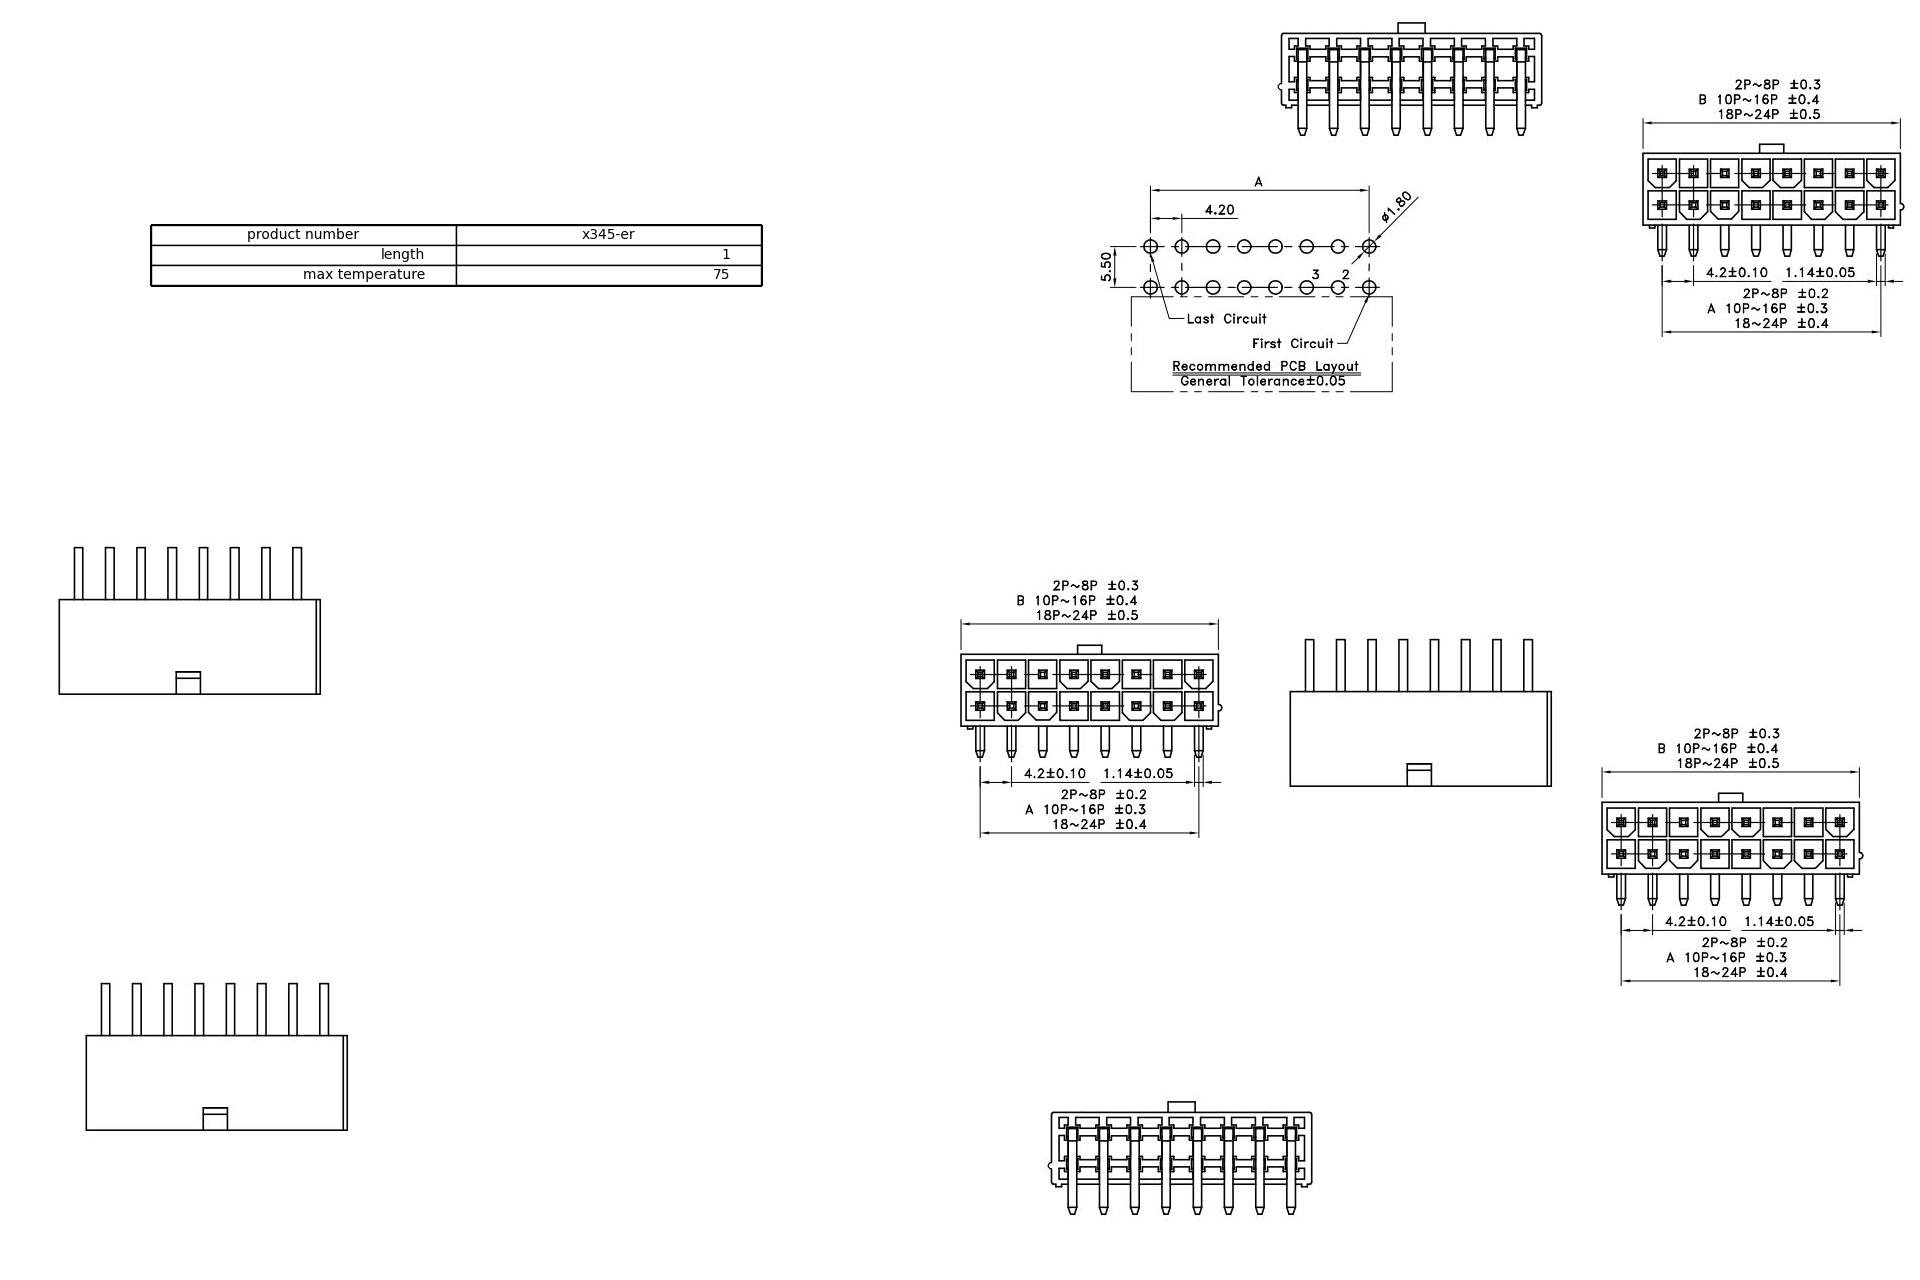 2P~8P ±0.3
B 10P~16P ±0.4
18P~24P ±0.5
4.2±0.10 1.14±0.05
2P~8P ±0.2
A 10P~16P ±0.3
18~24P ±0.4
A
4.20
ø1.80
5.50
3 2
Last Circuit
First Circuit
Recommended PCB Layout
General Tolerance±0.05
product number x345-er
length 1
max temperature 75
2P~8P ±0.3
B 10P~16P ±0.4
18P~24P ±0.5
4.2±0.10 1.14±0.05
2P~8P ±0.2
A 10P~16P ±0.3
18~24P ±0.4
2P~8P ±0.3
B 10P~16P ±0.4
18P~24P ±0.5
4.2±0.10 1.14±0.05
2P~8P ±0.2
A 10P~16P ±0.3
18~24P ±0.4